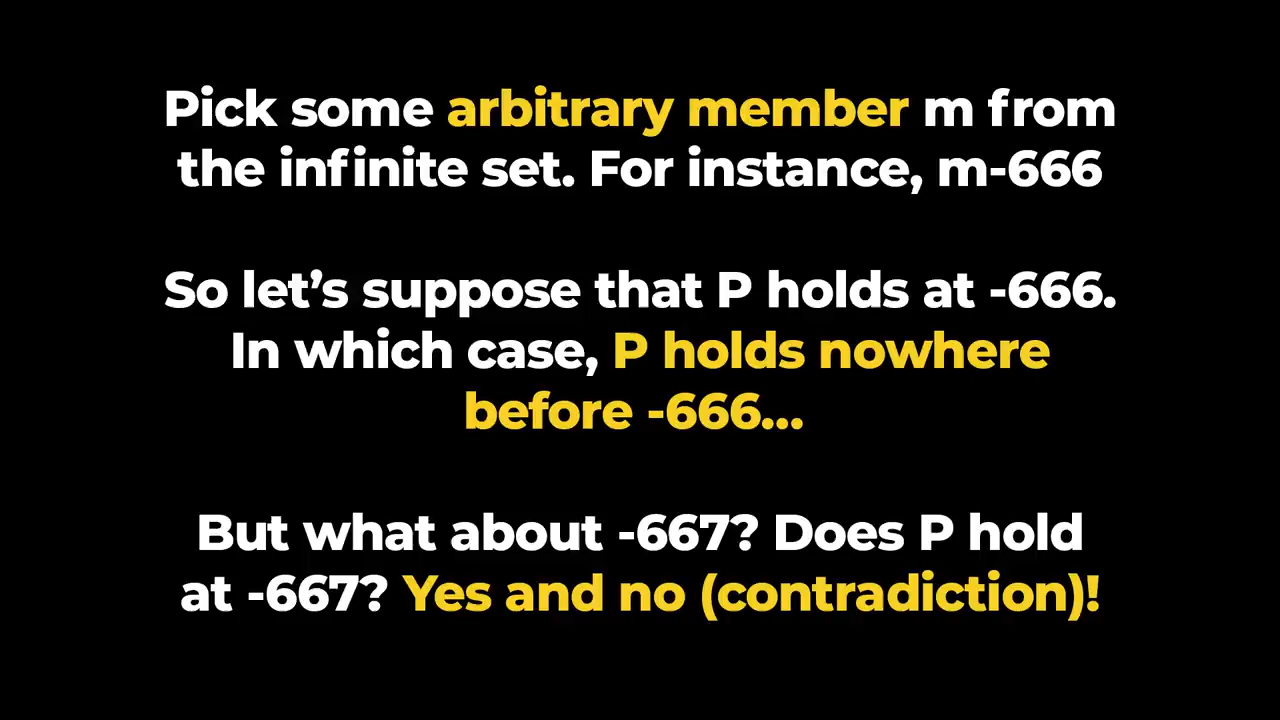 Pick some arbitrary member m from
the infinite set. For instance, m-666
So let’s suppose that P holds at -666.
In which case, P holds nowhere
before -666...
But what about -667? Does P hold
at -667? Yes and no (contradiction)!